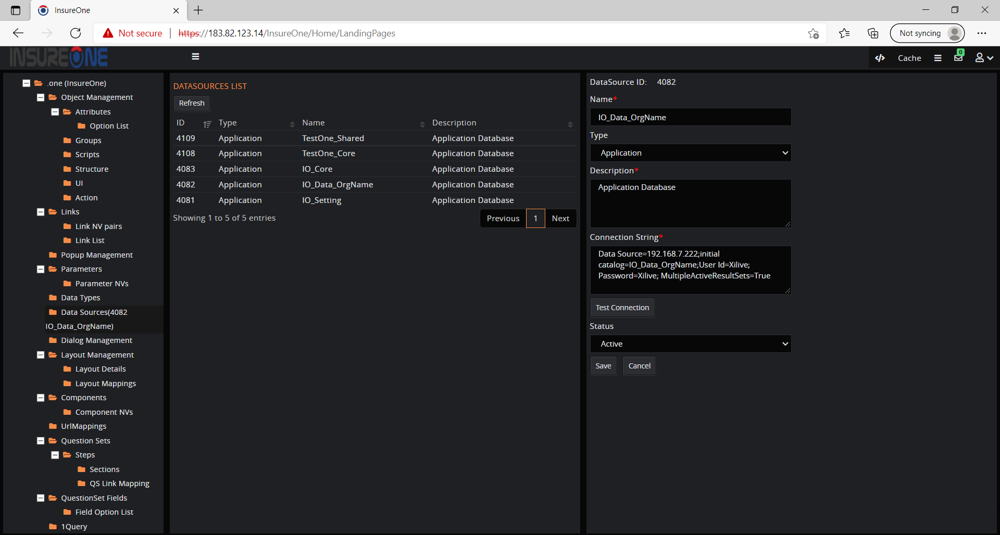 InsureOne
Not secure
https://183.82.123.14/InsureOne/Home/LandingPages
Not syncing
INSUREONE
Cache
0
.one (InsureOne)
Object Management
Attributes
Option List
Groups
Scripts
Structure
UI
Action
Links
Link NV pairs
Link List
Popup Management
Parameters
Parameter NVs
Data Types
Data Sources(4082
IO_Data_OrgName)
Dialog Management
Layout Management
Layout Details
Layout Mappings
Components
Component NVs
UrlMappings
Question Sets
Steps
Sections
QS Link Mapping
QuestionSet Fields
Field Option List
1Query
DATASOURCES LIST
Refresh
ID Type Name Description
4109 Application TestOne_Shared Application Database
4108 Application TestOne_Core Application Database
4083 Application IO_Core Application Database
4082 Application IO_Data_OrgName Application Database
4081 Application IO_Setting Application Database
Showing 1 to 5 of 5 entries
Previous 1 Next
DataSource ID: 4082
Name*
IO_Data_OrgName
Type
Application
Description*
Application Database
Connection String*
Data Source=192.168.7.222;initial
catalog=IO_Data_OrgName;User Id=Xilive;
Password=Xilive; MultipleActiveResultSets=True
Test Connection
Status
Active
Save Cancel